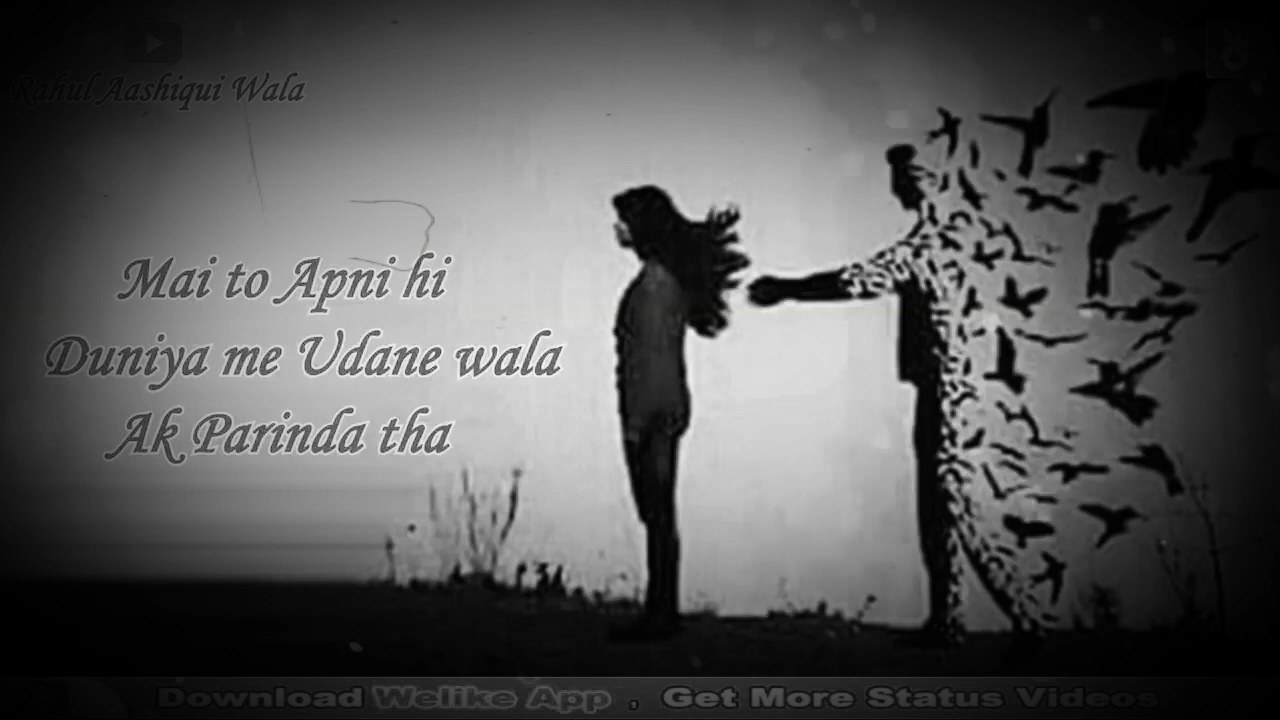 Rahul Aashiqui Wala
Mai to Apni hi
Duniya me Udane wala
Ak Parinda tha
Download Welike App , Get More Status Videos